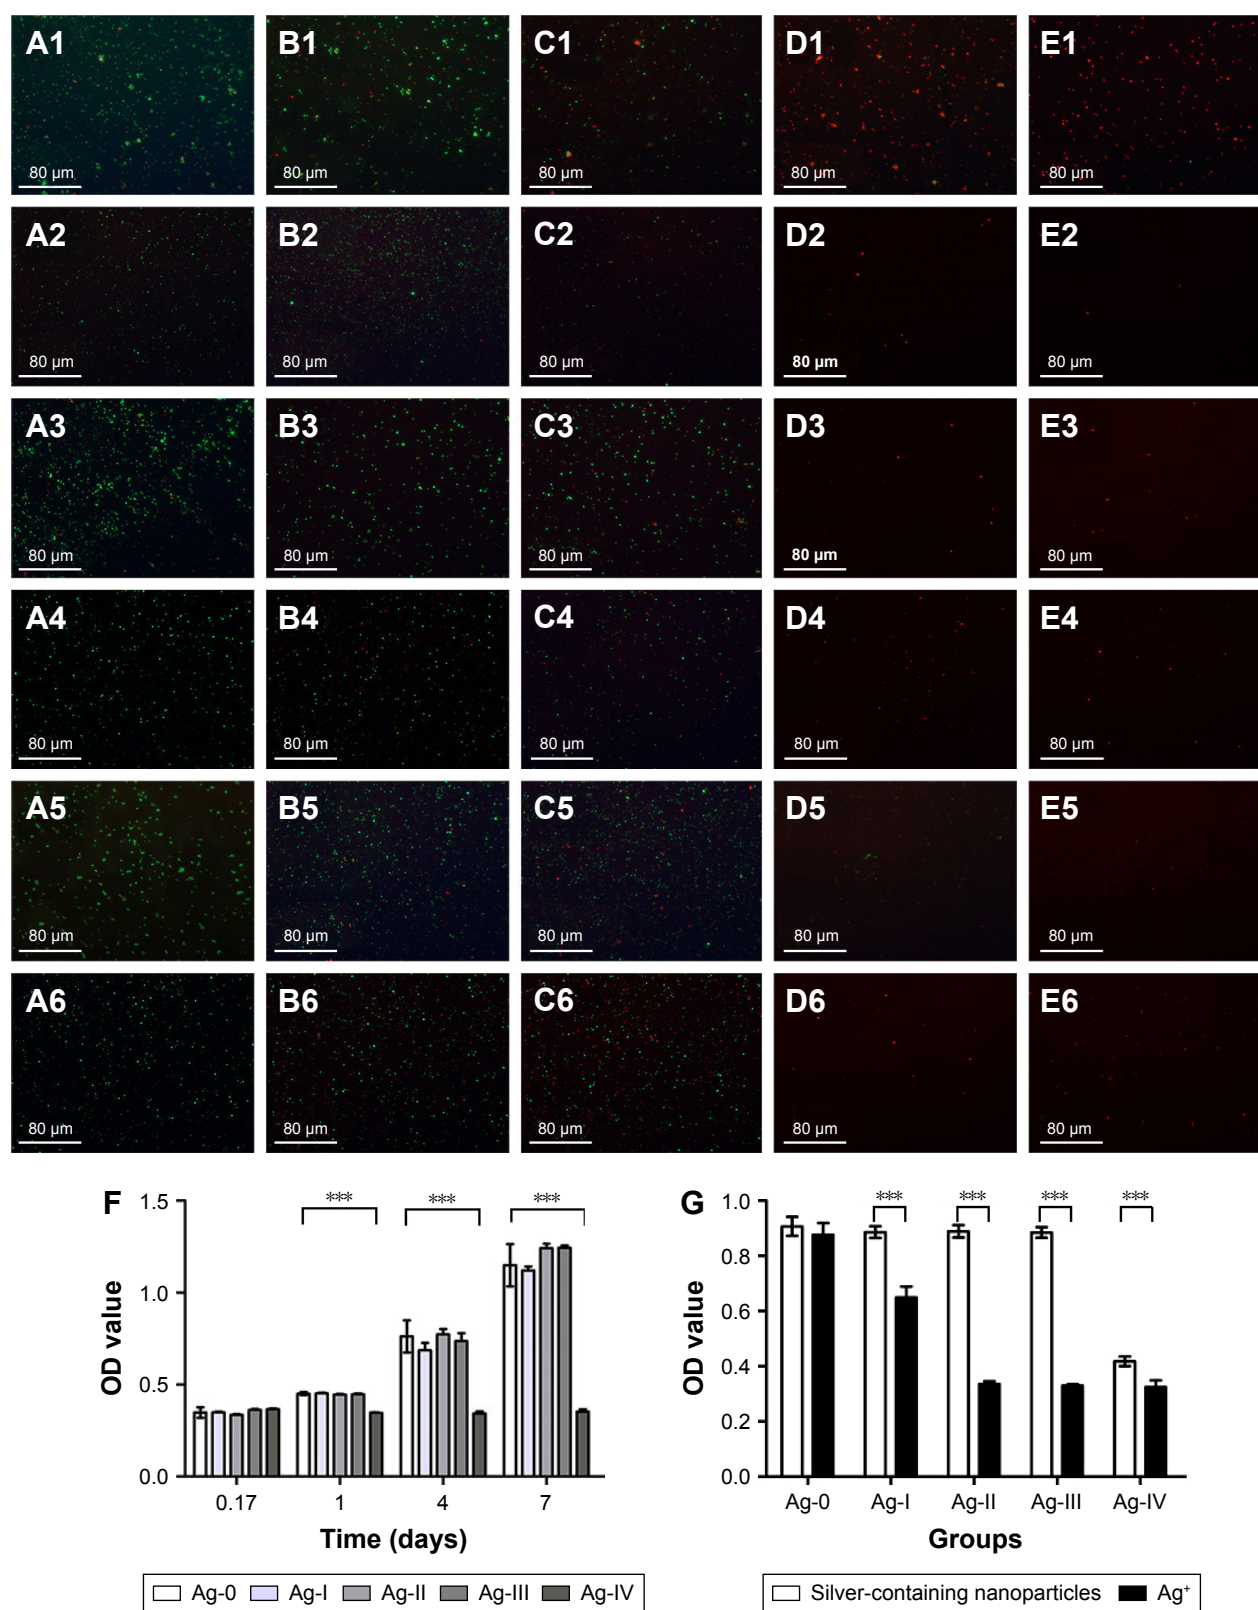 A1 B1 C1 D1 E1
80 µm 80 µm 80 µm 80 µm 80 µm
A2 B2 C2 D2 E2
80 µm 80 µm 80 µm 80 µm 80 µm
A3 B3 C3 D3 E3
80 µm 80 µm 80 µm 80 µm 80 µm
A4 B4 C4 D4 E4
80 µm 80 µm 80 µm 80 µm 80 µm
A5 B5 C5 D5 E5
80 µm 80 µm 80 µm 80 µm 80 µm
A6 B6 C6 D6 E6
80 µm 80 µm 80 µm 80 µm 80 µm
F
OD value
1.5
1.0
0.5
0.0
*** *** ***
0.17 1 4 7
Time (days)
Ag-0 Ag-I Ag-II Ag-III Ag-IV
G
OD value
1.0
0.8
0.6
0.4
0.2
0.0
*** *** *** ***
Ag-0 Ag-I Ag-II Ag-III Ag-IV
Groups
Silver-containing nanoparticles Ag⁺